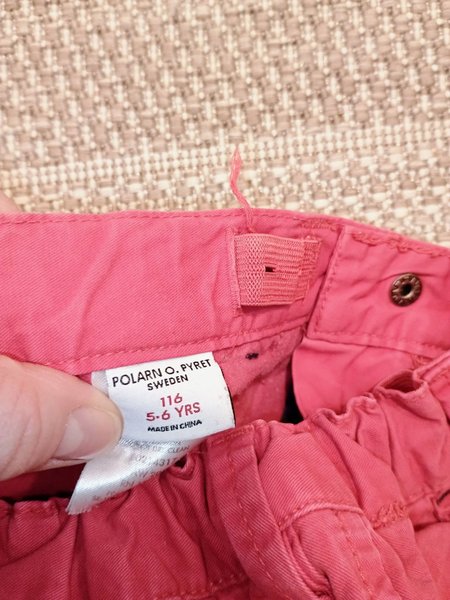 POLARN O. PYRET
SWEDEN
116
5-6 YRS
MADE IN CHINA